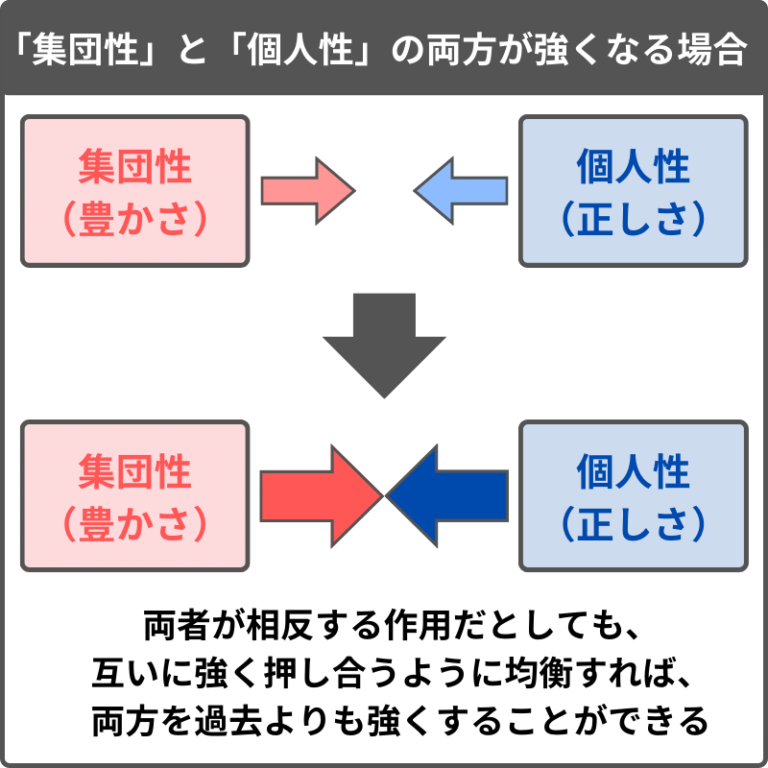 「集団性」と「個人性」の両方が強くなる場合
集団性
（豊かさ）
個人性
（正しさ）
集団性
（豊かさ）
個人性
（正しさ）
両者が相反する作用だとしても、
互いに強く押し合うように均衡すれば、
両方を過去よりも強くすることができる